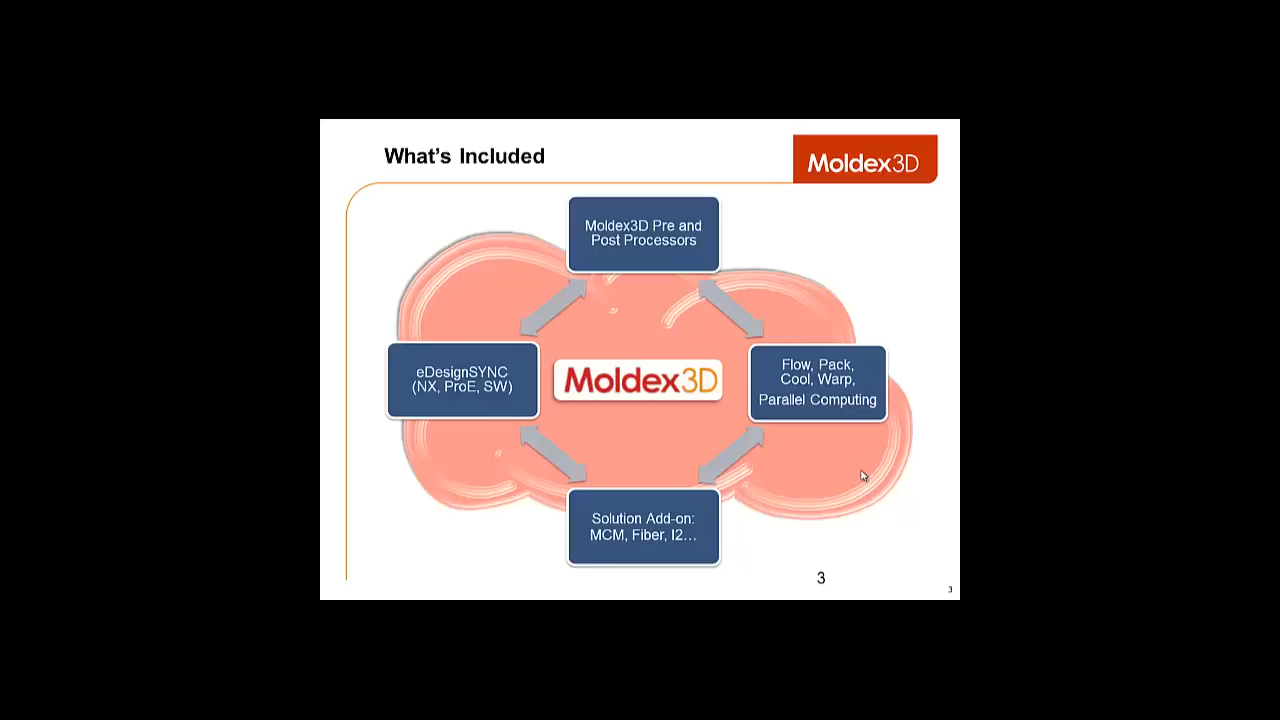 What's Included
Moldex3D
Moldex3D Pre and
Post Processors
eDesignSYNC
(NX, ProE, SW)
Moldex3D
Flow, Pack,
Cool, Warp,
Parallel Computing
Solution Add-on:
MCM, Fiber, I2…
3
3